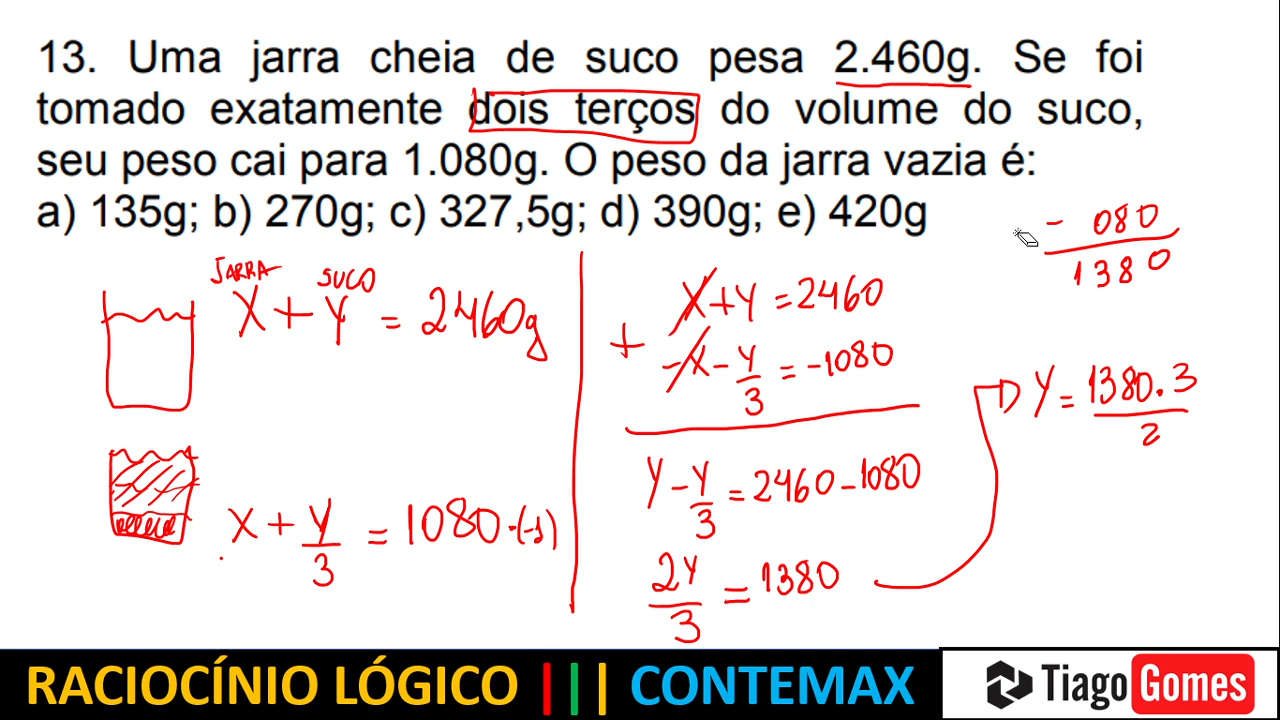 13. Uma jarra cheia de suco pesa 2.460g. Se foi
tomado exatamente dois terços do volume do suco,
seu peso cai para 1.080g. O peso da jarra vazia é:
a) 135g; b) 270g; c) 327,5g; d) 390g; e) 420g
- 080
1380
JARRA SUCO
X + Y = 2460g
X + Y/3 = 1080 ·(-1)
X + Y = 2460
+
-X - Y/3 = -1080
Y - Y/3 = 2460 - 1080
2Y/3 = 1380
Y = 1380 . 3/2
RACIOCÍNIO LÓGICO ||| CONTEMAX
Tiago Gomes